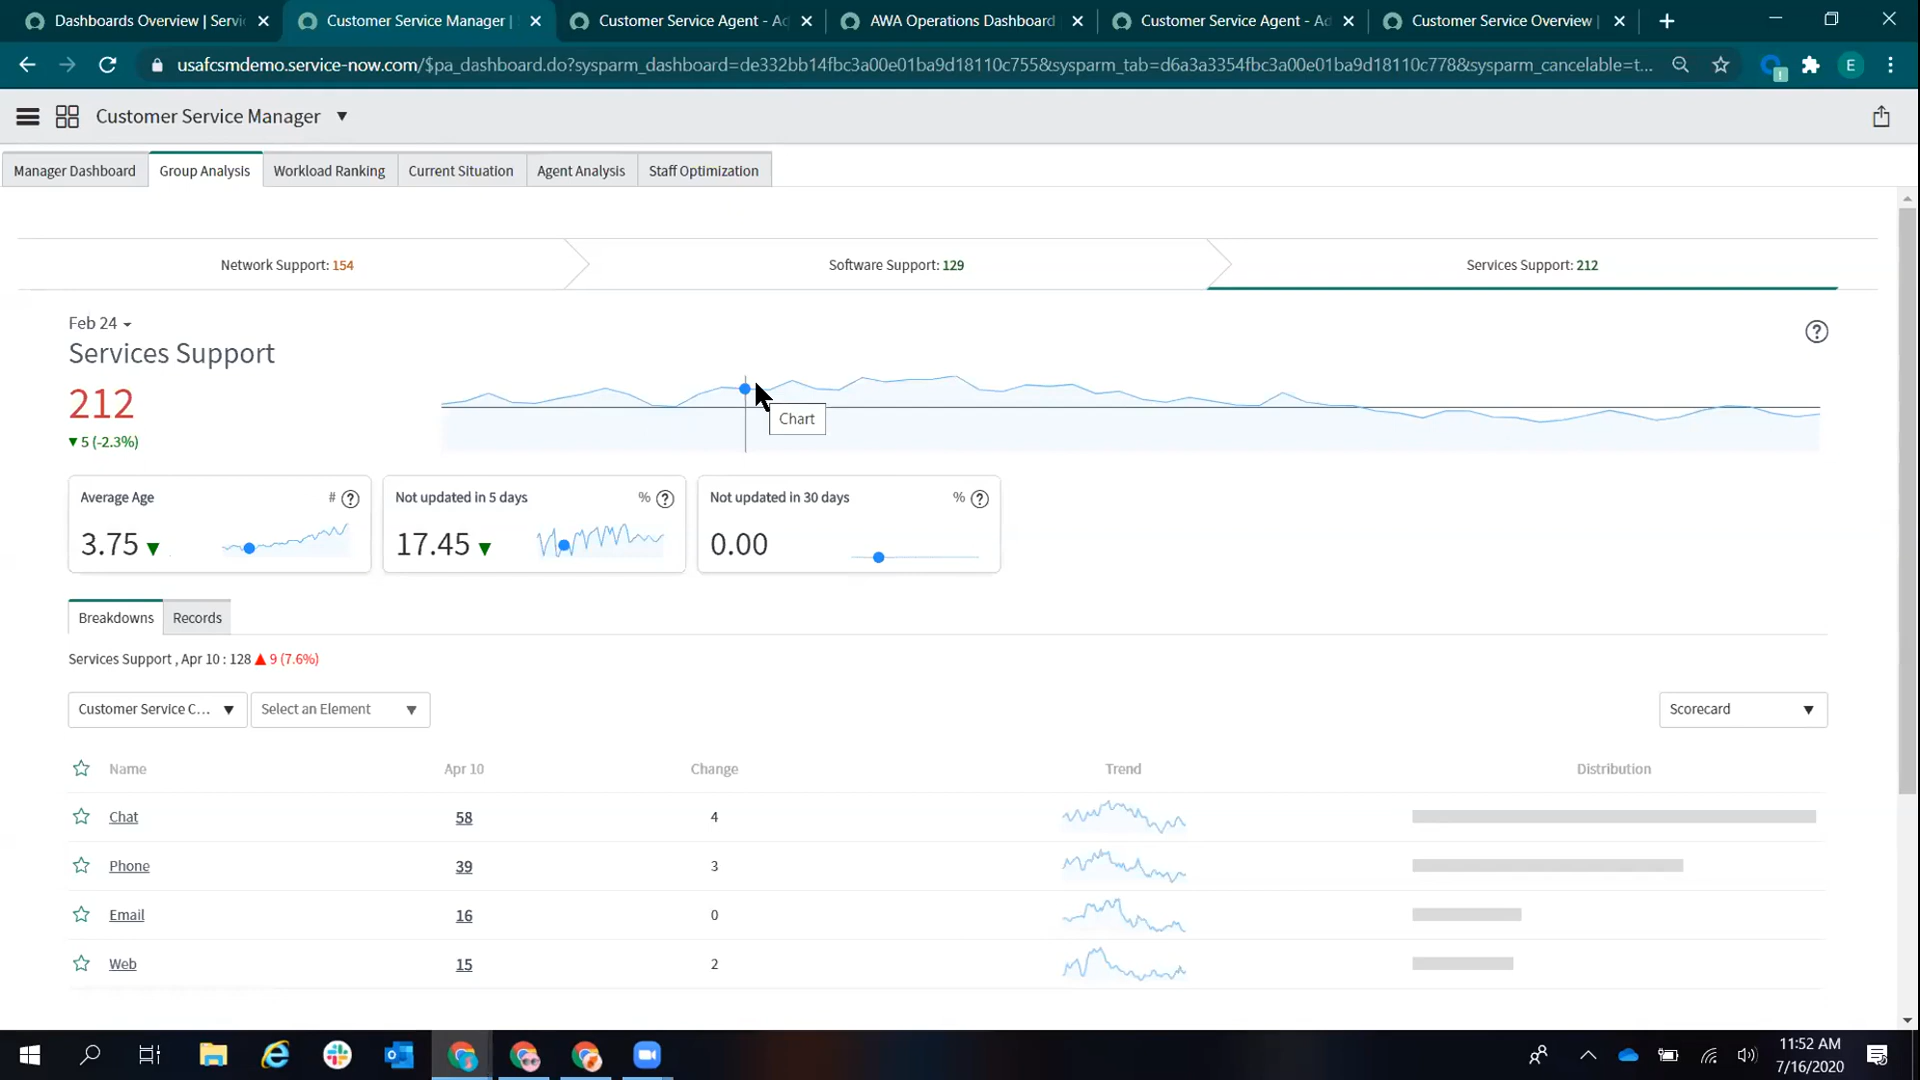 Dashboards Overview | Servic
Customer Service Manager |
Customer Service Agent - Ad
AWA Operations Dashboard
Customer Service Agent - Ad
Customer Service Overview |
usafcsmdemo.service-now.com/$pa_dashboard.do?sysparm_dashboard=de332bb14fbc3a00e01ba9d18110c755&sysparm_tab=d6a3a3354fbc3a00e01ba9d18110c778&sysparm_cancelable=t...
E
Customer Service Manager
Manager Dashboard
Group Analysis
Workload Ranking
Current Situation
Agent Analysis
Staff Optimization
Network Support: 154
Software Support: 129
Services Support: 212
Feb 24
Services Support
212
▼5 (-2.3%)
Chart
Average Age # ?
3.75 ▼
Not updated in 5 days % ?
17.45 ▼
Not updated in 30 days % ?
0.00
Breakdowns
Records
Services Support , Apr 10 : 128 ▲ 9 (7.6%)
Customer Service C... ▼
Select an Element ▼
Scorecard ▼
Name Apr 10 Change Trend Distribution
Chat 58 4
Phone 39 3
Email 16 0
Web 15 2
11:52 AM
7/16/2020